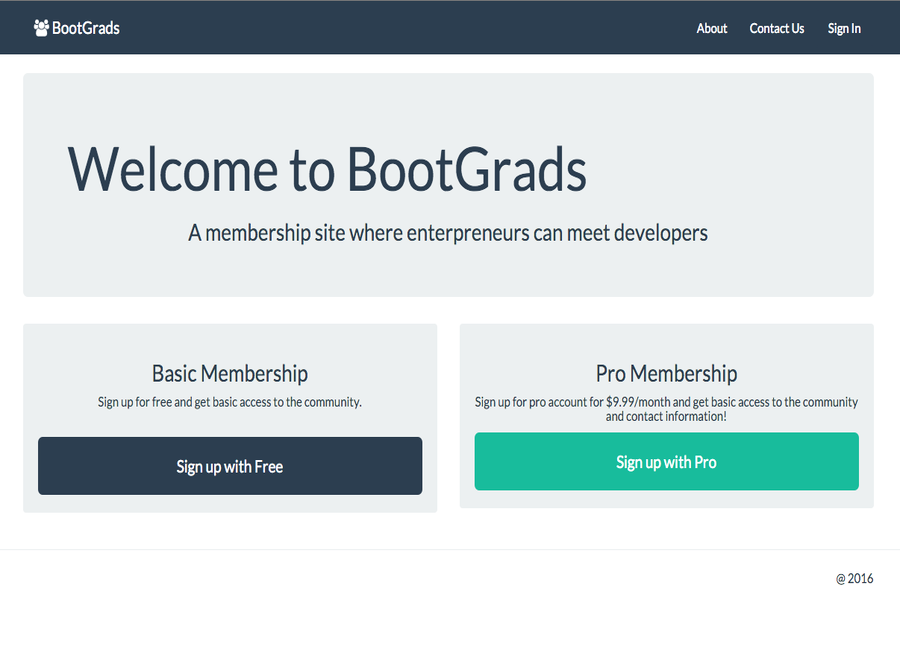 BootGrads
About Contact Us Sign In
Welcome to BootGrads
A membership site where enterpreneurs can meet developers
Basic Membership
Sign up for free and get basic access to the community.
Sign up with Free
Pro Membership
Sign up for pro account for $9.99/month and get basic access to the community
and contact information!
Sign up with Pro
@ 2016